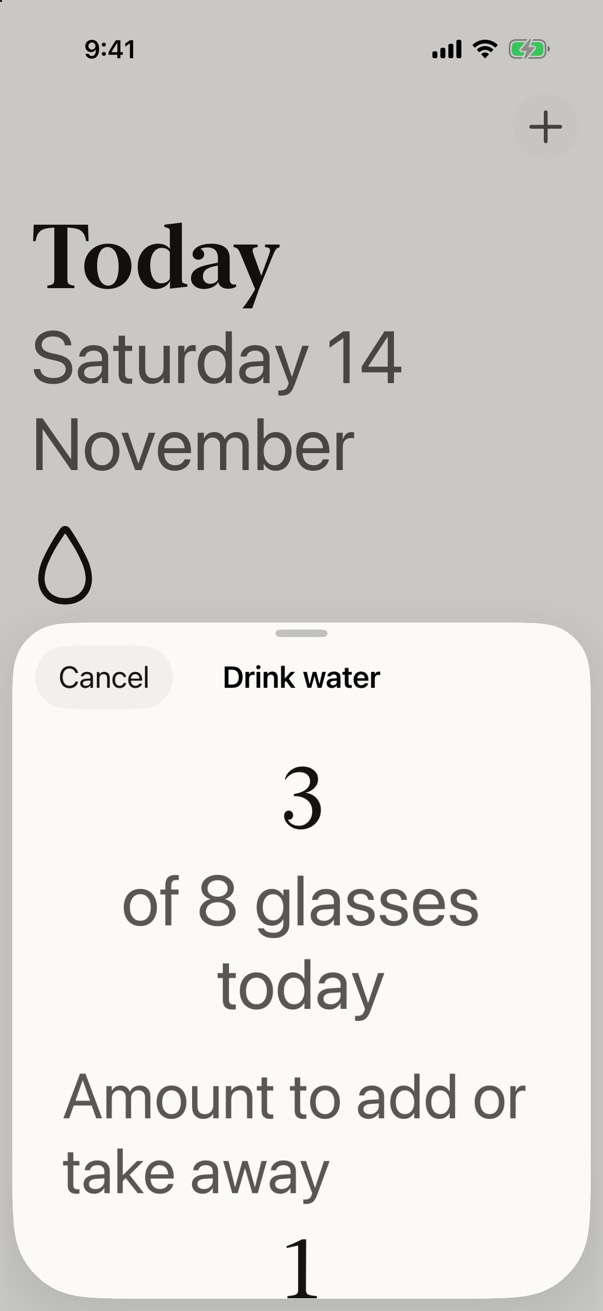 9:41
Today
Saturday 14
November
Cancel
Drink water
3
of 8 glasses
today
Amount to add or
take away
1